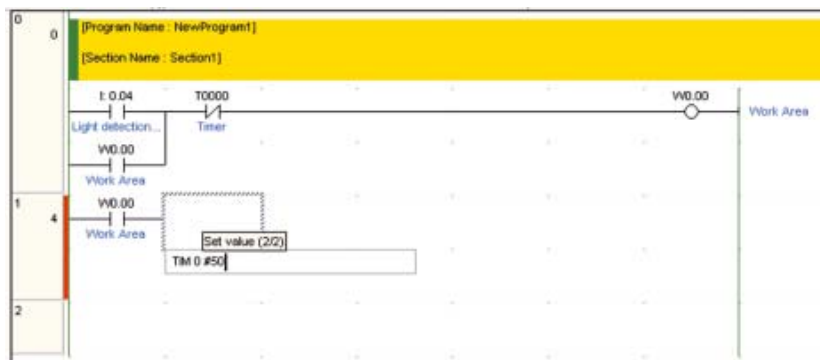 0
0
[Program Name : NewProgram1]
[Section Name : Section1]
I: 0.04
T0000
W0.00
Light detection...
Timer
Work Area
W0.00
Work Area
1
4
W0.00
Work Area
Set value (2/2)
TIM 0 #50
2